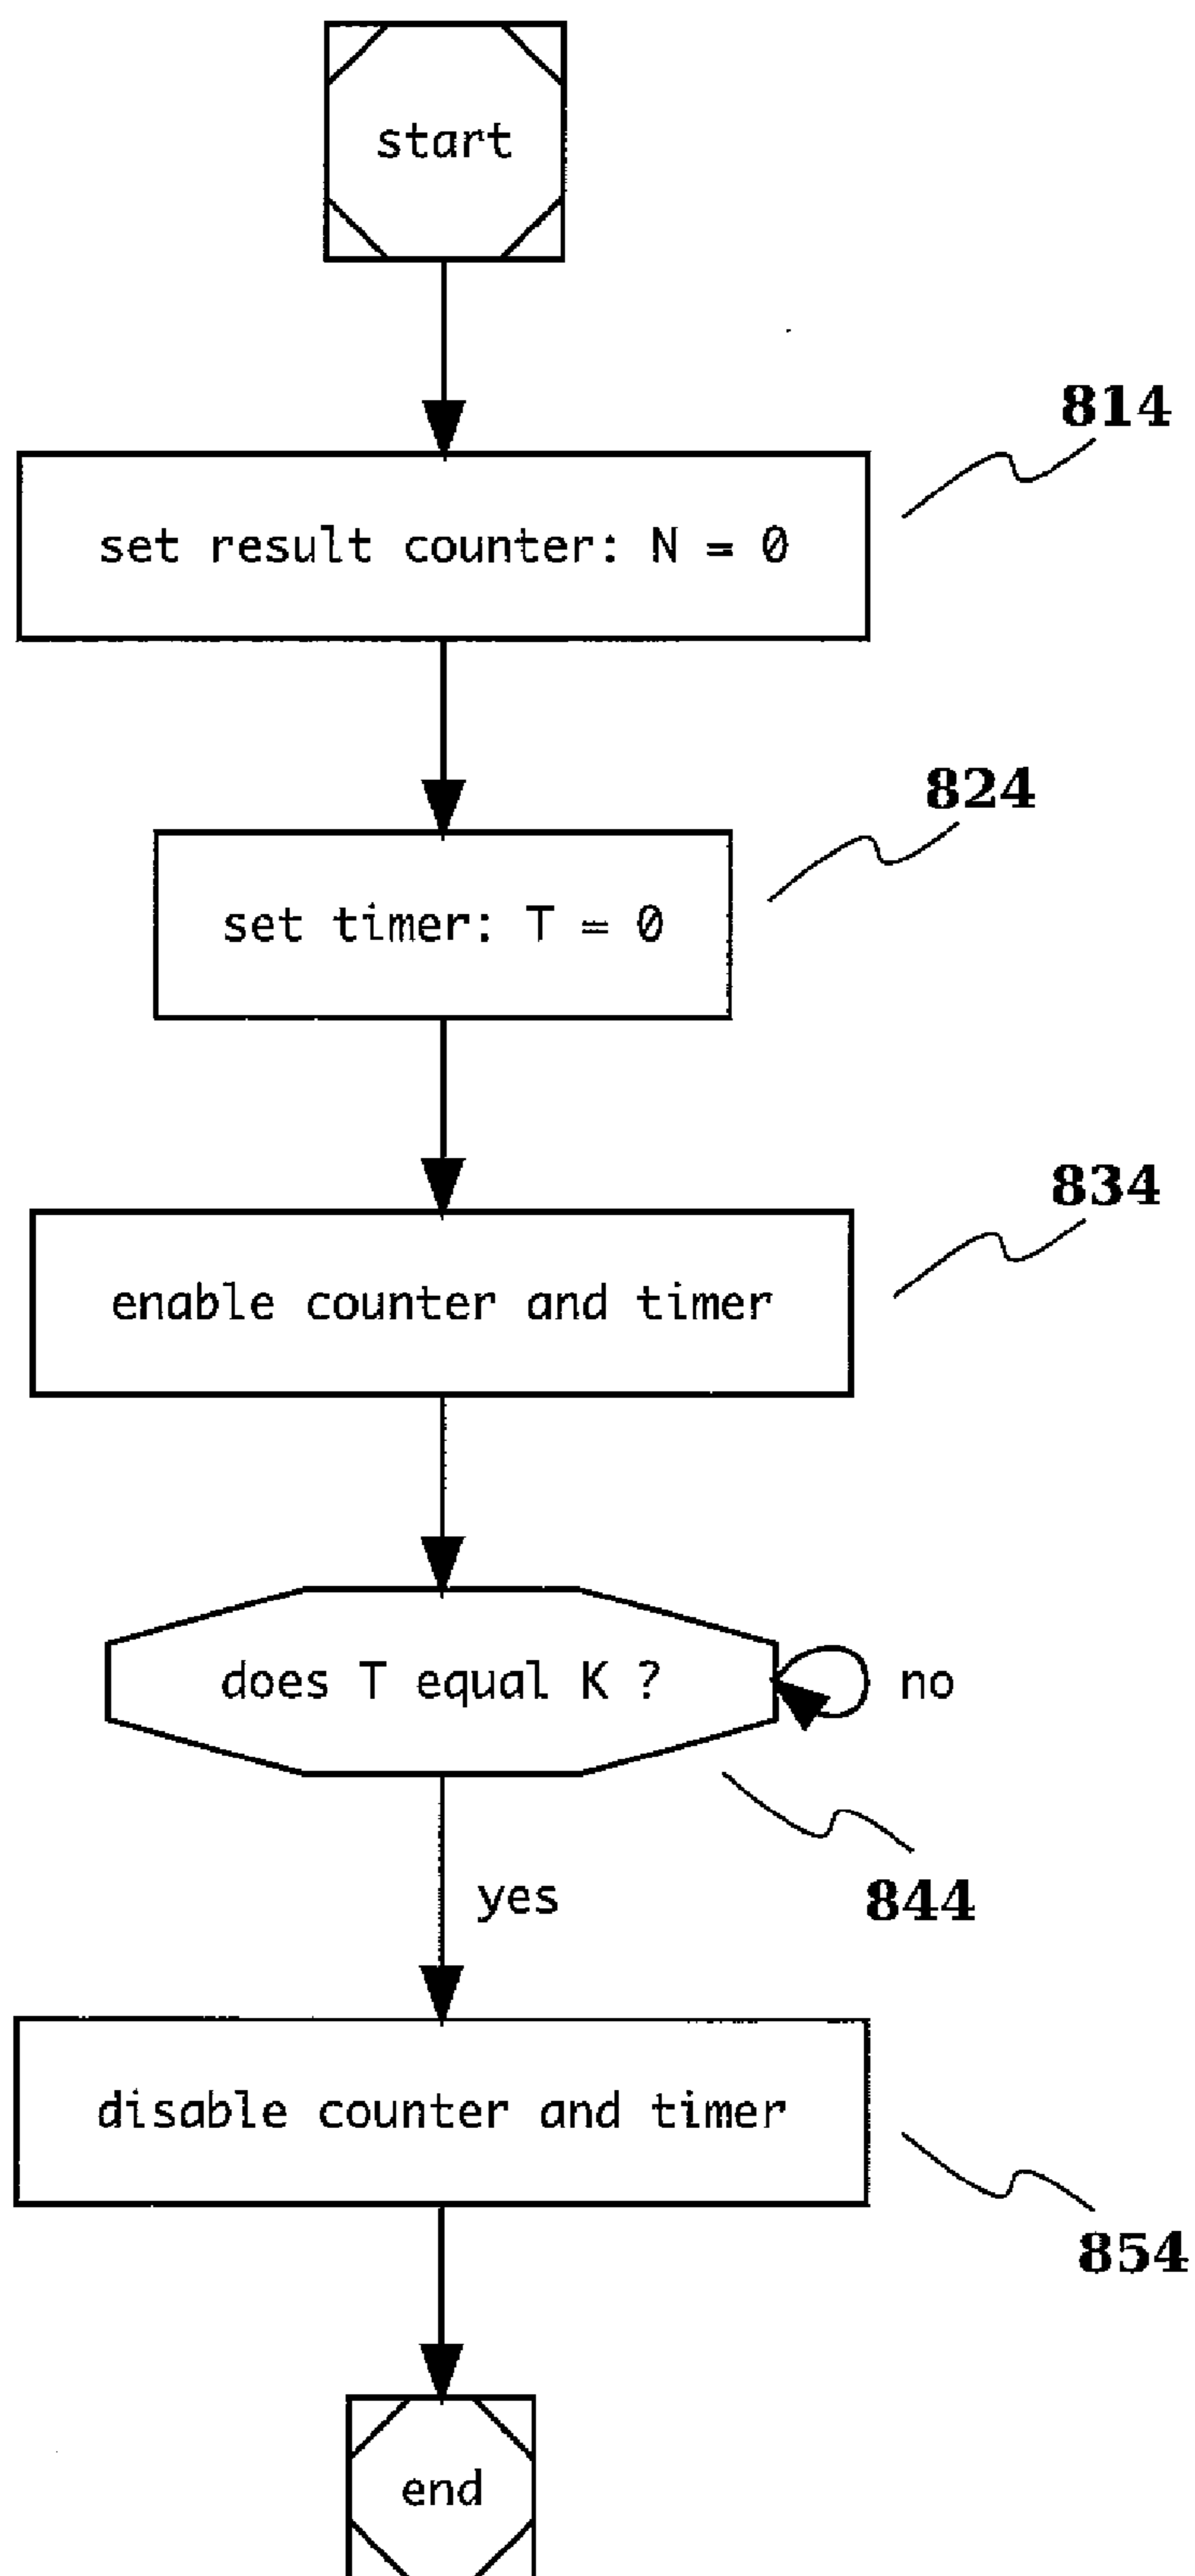 start
814
set result counter: N = 0
824
set timer: T = 0
834
enable counter and timer
does T equal K ?
no
844
yes
disable counter and timer
854
end